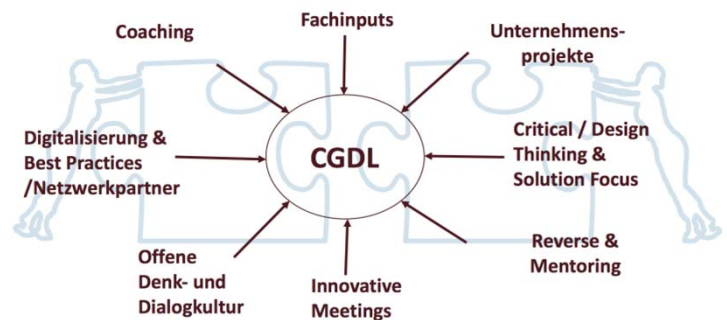 Fachinputs
Coaching
Unternehmens-
projekte
Digitalisierung &
Best Practices
/Netzwerkpartner
CGDL
Critical / Design
Thinking &
Solution Focus
Offene
Denk- und
Dialogkultur
Innovative
Meetings
Reverse &
Mentoring